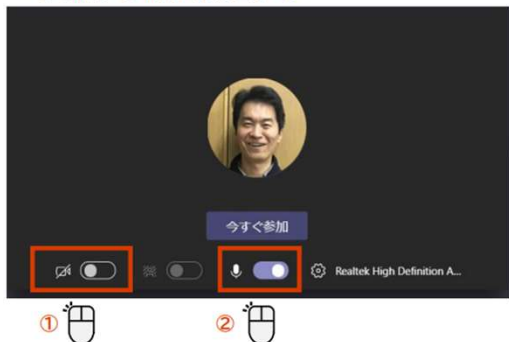 今すぐ参加
Realtek High Definition A...
① ②